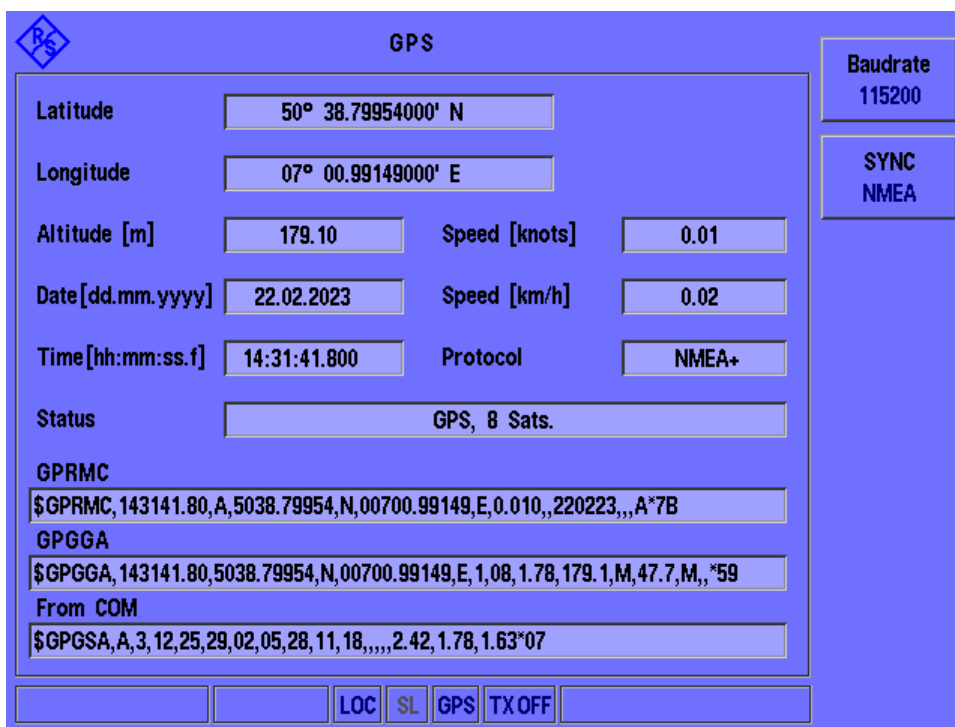 R/S
GPS
Baudrate
115200
SYNC
NMEA
Latitude 50° 38.79954000' N
Longitude 07° 00.99149000' E
Altitude [m] 179.10 Speed [knots] 0.01
Date[dd.mm.yyyy] 22.02.2023 Speed [km/h] 0.02
Time[hh:mm:ss.f] 14:31:41.800 Protocol NMEA+
Status GPS, 8 Sats.
GPRMC
$GPRMC,143141.80,A,5038.79954,N,00700.99149,E,0.010,,220223,,,A*7B
GPGGA
$GPGGA,143141.80,5038.79954,N,00700.99149,E,1,08,1.78,179.1,M,47.7,M,,*59
From COM
$GPGSA,A,3,12,25,29,02,05,28,11,18,,,,,2.42,1.78,1.63*07
LOC SL GPS TX OFF